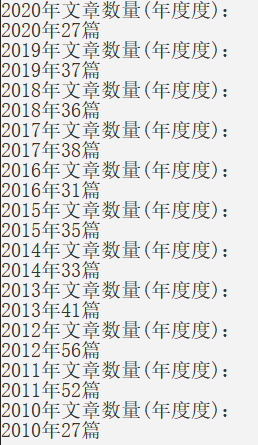 2020年文章数量(年度度)：
2020年27篇
2019年文章数量(年度度)：
2019年37篇
2018年文章数量(年度度)：
2018年36篇
2017年文章数量(年度度)：
2017年38篇
2016年文章数量(年度度)：
2016年31篇
2015年文章数量(年度度)：
2015年35篇
2014年文章数量(年度度)：
2014年33篇
2013年文章数量(年度度)：
2013年41篇
2012年文章数量(年度度)：
2012年56篇
2011年文章数量(年度度)：
2011年52篇
2010年文章数量(年度度)：
2010年27篇